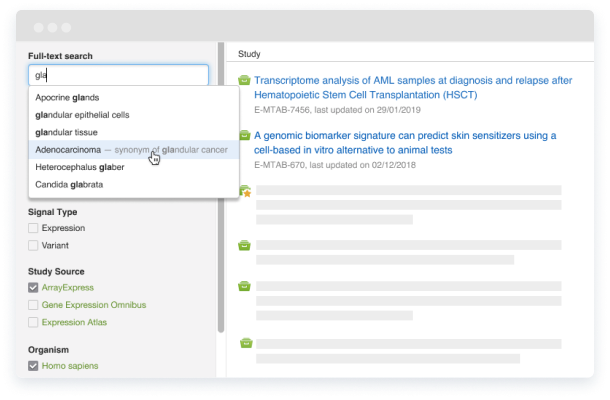 Full-text search
gla
Apocrine glands
glandular epithelial cells
glandular tissue
Adenocarcinoma — synonym of glandular cancer
Heterocephalus glaber
Candida glabrata
Signal Type
Expression
Variant
Study Source
ArrayExpress
Gene Expression Omnibus
Expression Atlas
Organism
Homo sapiens
Study
Transcriptome analysis of AML samples at diagnosis and relapse after
Hematopoietic Stem Cell Transplantation (HSCT)
E-MTAB-7456, last updated on 29/01/2019
A genomic biomarker signature can predict skin sensitizers using a
cell-based in vitro alternative to animal tests
E-MTAB-670, last updated on 02/12/2018